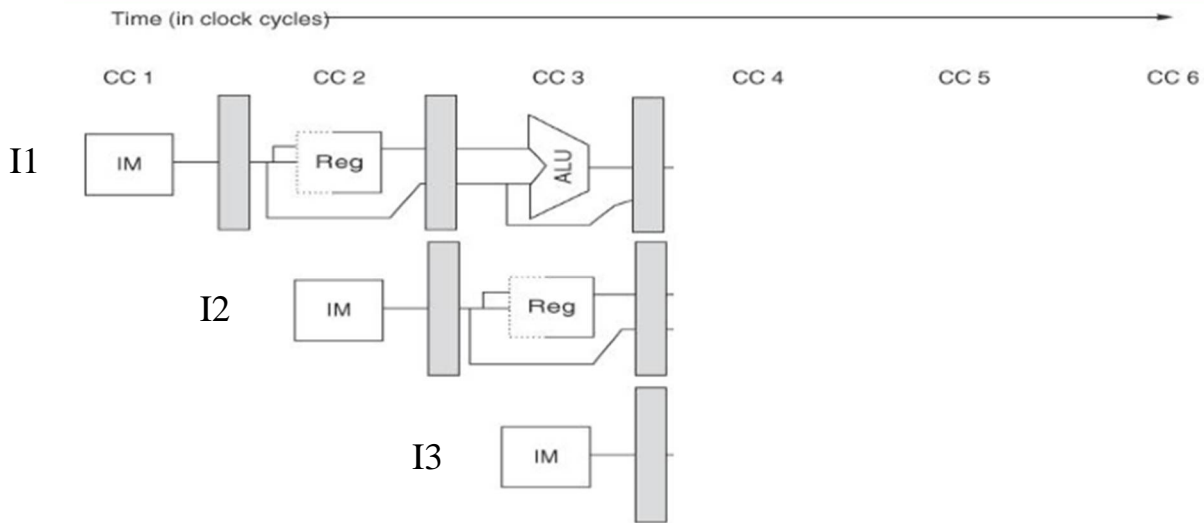 Time (in clock cycles)
CC 1 CC 2 CC 3 CC 4 CC 5 CC 6
I1 IM Reg ALU
I2 IM Reg
I3 IM